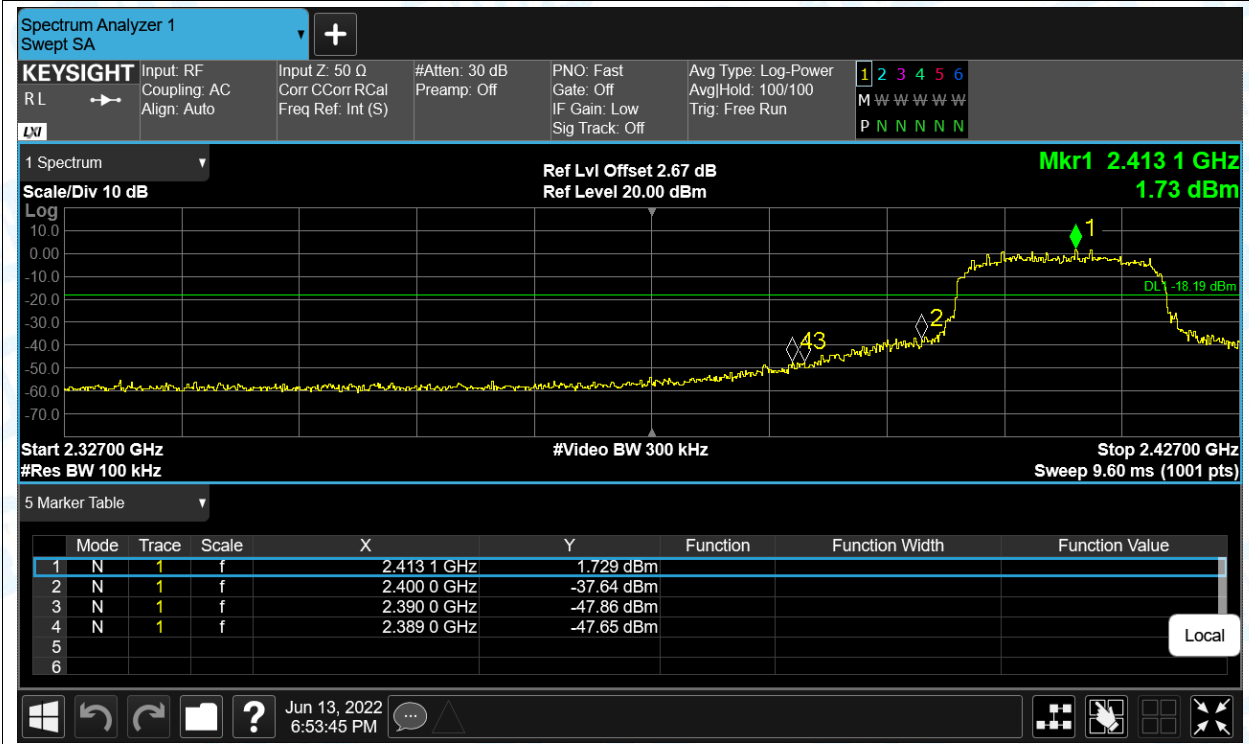 Spectrum Analyzer 1
Swept SA
+
KEYSIGHT Input: RF Input Z: 50 Ω #Atten: 30 dB PNO: Fast Avg Type: Log-Power 1 2 3 4 5 6
R L Coupling: AC Corr CCorr RCal Preamp: Off Gate: Off Avg|Hold: 100/100 M W W W W W
Align: Auto Freq Ref: Int (S) IF Gain: Low Trig: Free Run
LXI Sig Track: Off P N N N N N
1 Spectrum
Ref Lvl Offset 2.67 dB Mkr1 2.413 1 GHz
Scale/Div 10 dB Ref Level 20.00 dBm 1.73 dBm
Log
10.0
0.00
-10.0
-20.0
-30.0
-40.0
-50.0
-60.0
-70.0
1
DL1 -18.19 dBm
2
43
Start 2.32700 GHz #Video BW 300 kHz Stop 2.42700 GHz
#Res BW 100 kHz Sweep 9.60 ms (1001 pts)
5 Marker Table
Mode Trace Scale X Y Function Function Width Function Value
1 N 1 f 2.413 1 GHz 1.729 dBm
2 N 1 f 2.400 0 GHz -37.64 dBm
3 N 1 f 2.390 0 GHz -47.86 dBm
4 N 1 f 2.389 0 GHz -47.65 dBm
5
6
Local
? Jun 13, 2022
6:53:45 PM